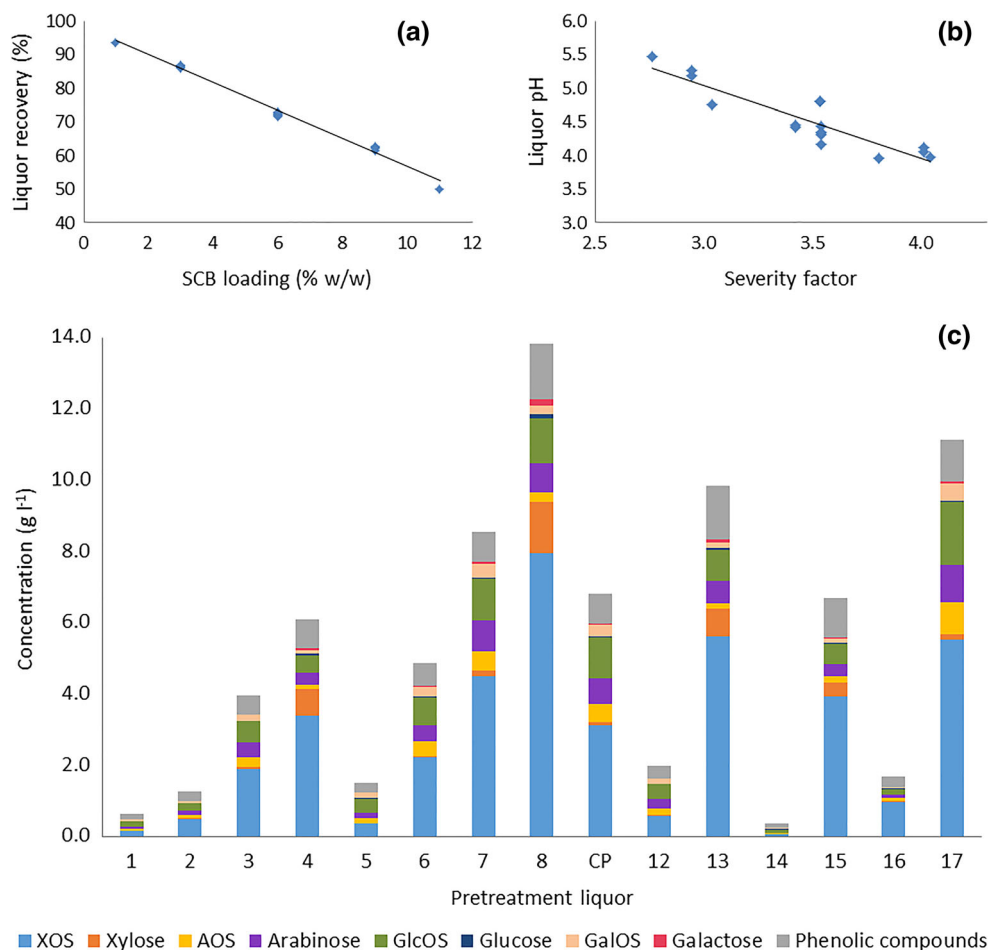 (a)
Liquor recovery (%)
100
90
80
70
60
50
40
0 2 4 6 8 10 12
SCB loading (% w/w)
(b)
Liquor pH
6.0
5.5
5.0
4.5
4.0
3.5
3.0
2.5 3.0 3.5 4.0
Severity factor
(c)
Concentration (g l-1)
14.0
12.0
10.0
8.0
6.0
4.0
2.0
0.0
1 2 3 4 5 6 7 8 CP 12 13 14 15 16 17
Pretreatment liquor
XOS Xylose AOS Arabinose GlcOS Glucose GalOS Galactose Phenolic compounds